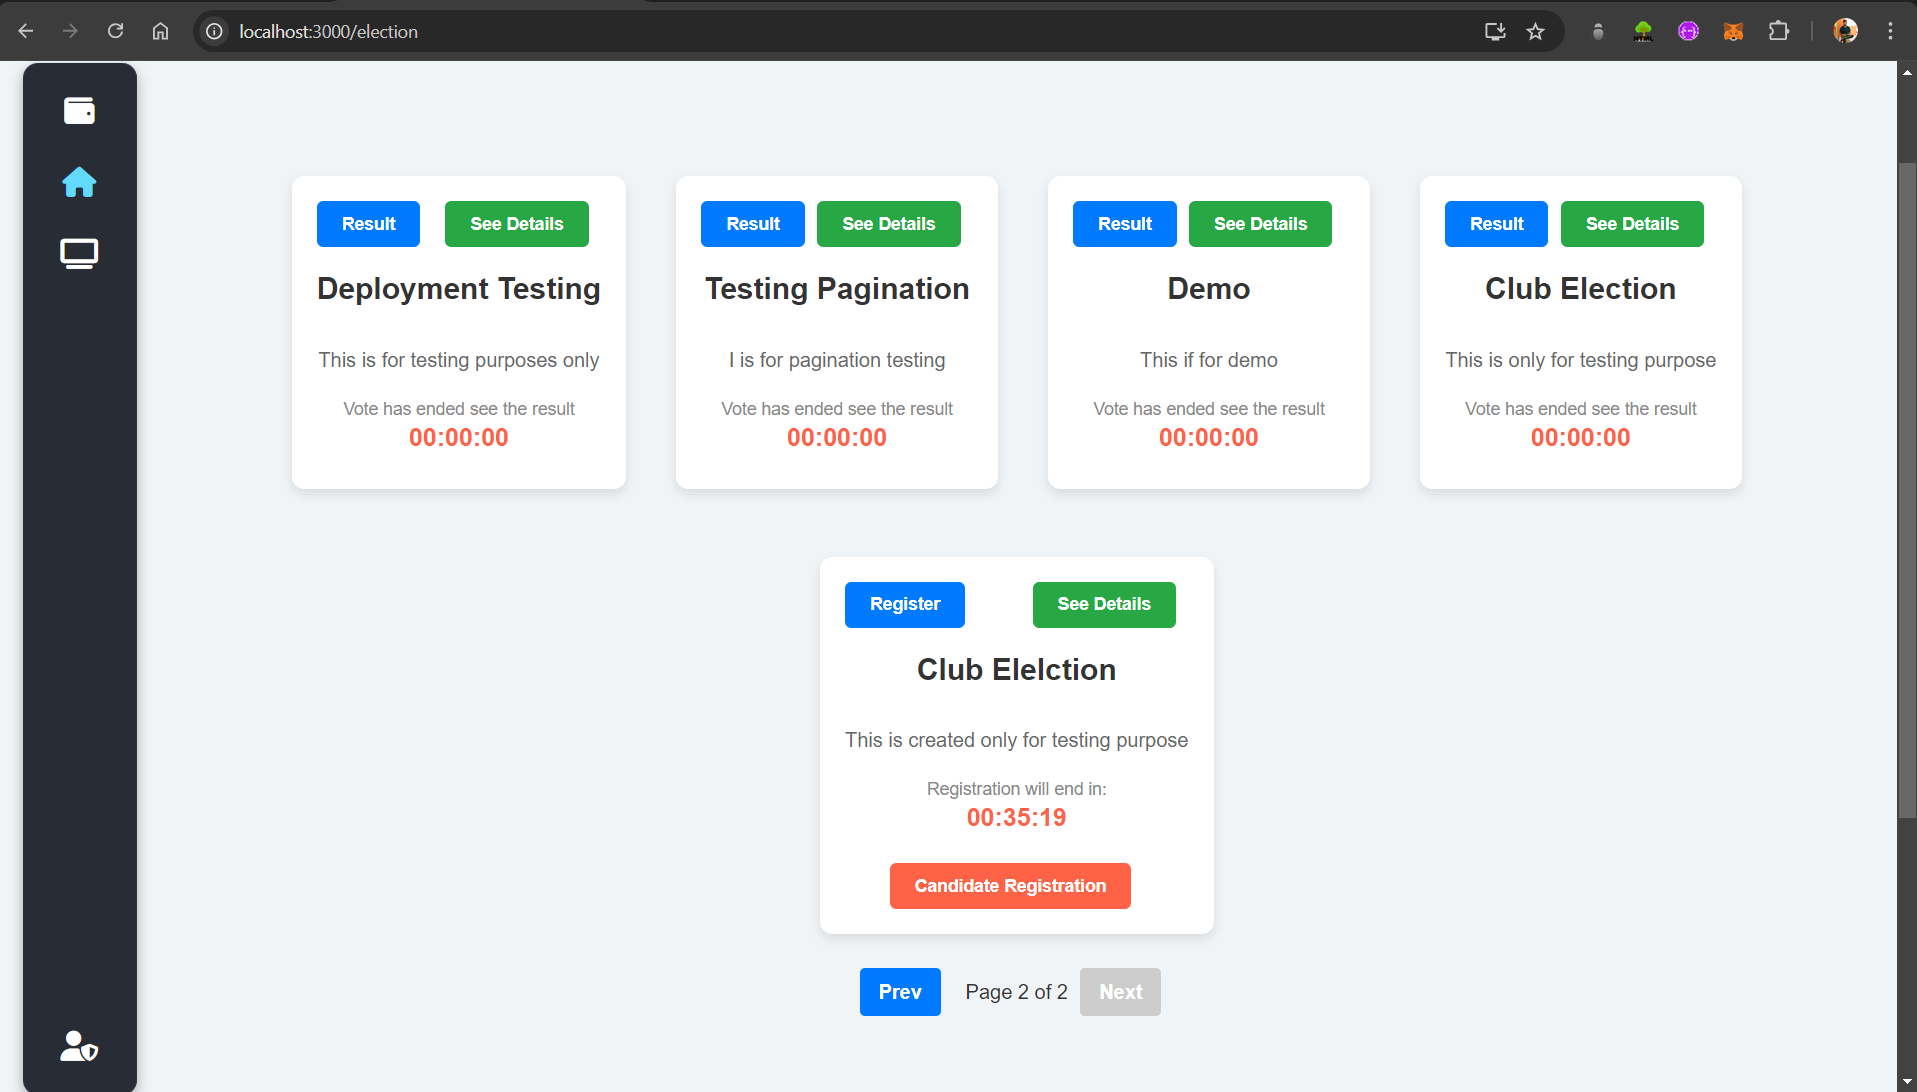 localhost:3000/election
Result See Details
Deployment Testing
This is for testing purposes only
Vote has ended see the result
00:00:00
Result See Details
Testing Pagination
I is for pagination testing
Vote has ended see the result
00:00:00
Result See Details
Demo
This if for demo
Vote has ended see the result
00:00:00
Result See Details
Club Election
This is only for testing purpose
Vote has ended see the result
00:00:00
Register See Details
Club Elelction
This is created only for testing purpose
Registration will end in:
00:35:19
Candidate Registration
Prev Page 2 of 2 Next